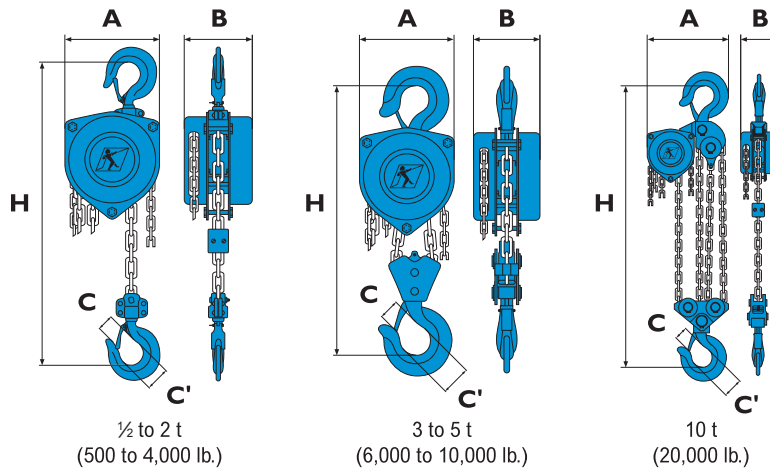 A B A B A B
H H H
C C C
C' C' C'
½ to 2 t 3 to 5 t 10 t
(500 to 4,000 lb.) (6,000 to 10,000 lb.) (20,000 lb.)